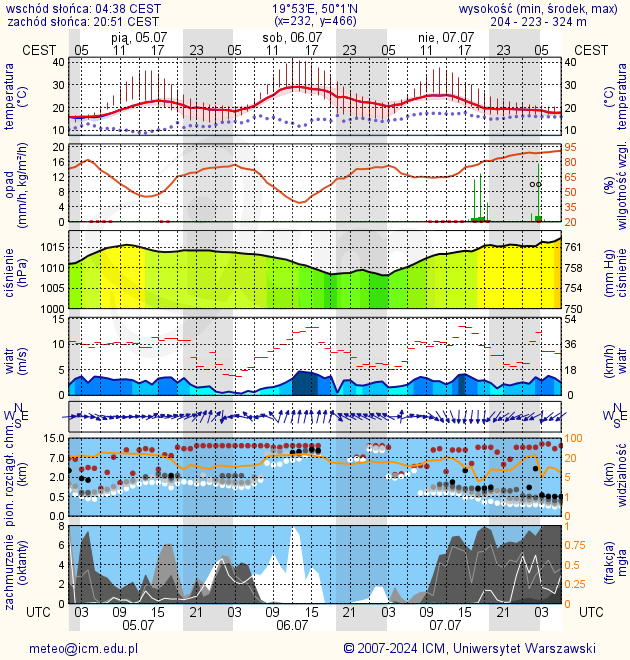 wschód słońca: 04:38 CEST 19°53'E, 50°1'N wysokość (min, środek, max)
zachód słońca: 20:51 CEST (x=232, y=466) 204 - 223 - 324 m
pią, 05.07 sob, 06.07 nie, 07.07
CEST 05 11 17 23 05 11 17 23 05 11 17 23 05 CEST
temperatura
(°C)
40
30
20
10
40
30
20
10
(°C)
temperatura
opad
(mm/h, kg/m²/h)
20
16
12
8
4
0
95
80
65
50
35
20
(%)
wilgotność wzgl.
ciśnienie
(hPa)
1015
1010
1005
1000
761
758
754
750
(mm Hg)
ciśnienie
wiatr
(m/s)
15
10
5
0
54
36
18
0
(km/h)
wiatr
N
W E
S
N
W E
S
pion. rozciągł. chm.
(km)
15.0
7.0
2.0
0.5
0.0
100
20
5
1
0
(km)
widzialność
zachmurzenie
(oktanty)
8
6
4
2
0
1
0.75
0.5
0.25
0
(frakcja)
mgła
UTC 03 09 15 21 03 09 15 21 03 09 15 21 03 UTC
05.07 06.07 07.07
meteo@icm.edu.pl © 2007-2024 ICM, Uniwersytet Warszawski